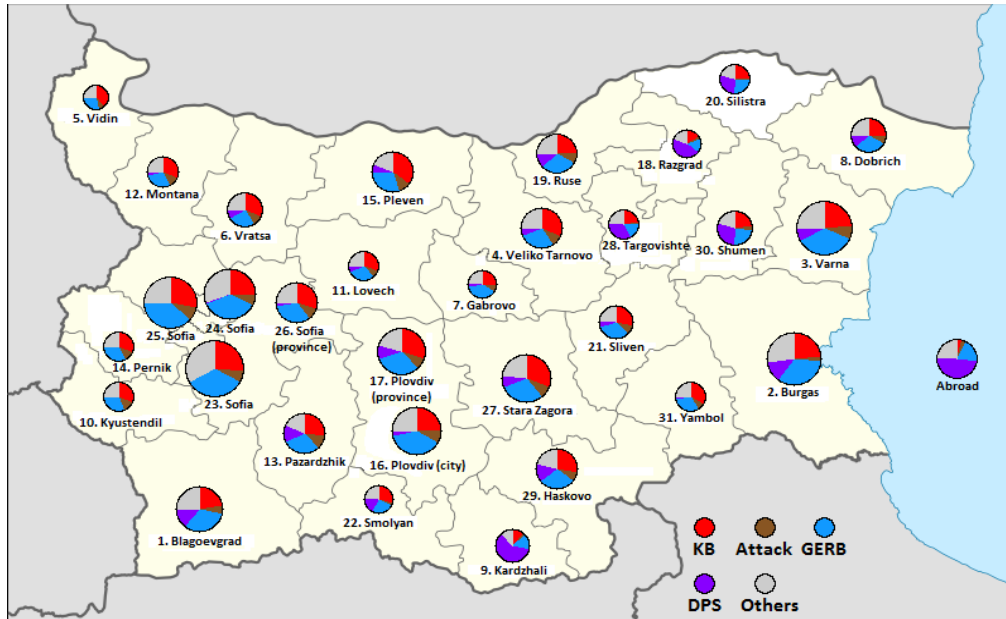 5. Vidin
20. Silistra
12. Montana
15. Pleven
19. Ruse
18. Razgrad
8. Dobrich
6. Vratsa
4. Veliko Tarnovo
28. Targovishte
30. Shumen
3. Varna
11. Lovech
7. Gabrovo
25. Sofia
24. Sofia
26. Sofia
(province)
21. Sliven
14. Pernik
17. Plovdiv
(province)
2. Burgas
Abroad
10. Kyustendil
23. Sofia
27. Stara Zagora
31. Yambol
13. Pazardzhik
16. Plovdiv (city)
29. Haskovo
22. Smolyan
1. Blagoevgrad
9. Kardzhali
KB Attack GERB
DPS Others